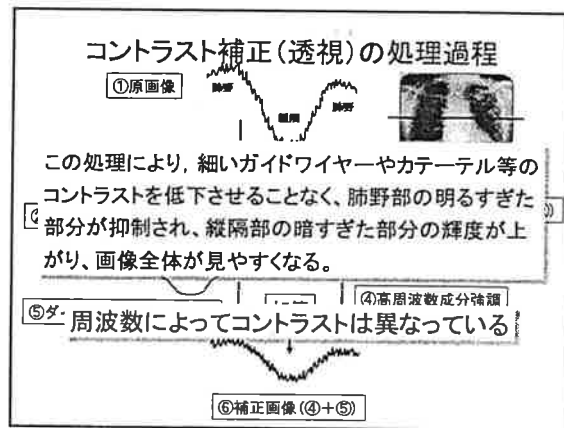 コントラスト補正(透視)の処理過程
①原画像
肺野
縦隔
肺野
この処理により，細いガイドワイヤーやカテーテル等の
コントラストを低下させることなく、肺野部の明るすぎた
部分が抑制され、縦隔部の暗すぎた部分の輝度が上
がり、画像全体が見やすくなる。
⑤ダ
④高周波数成分強調
周波数によってコントラストは異なっている
⑥補正画像(④+⑤)